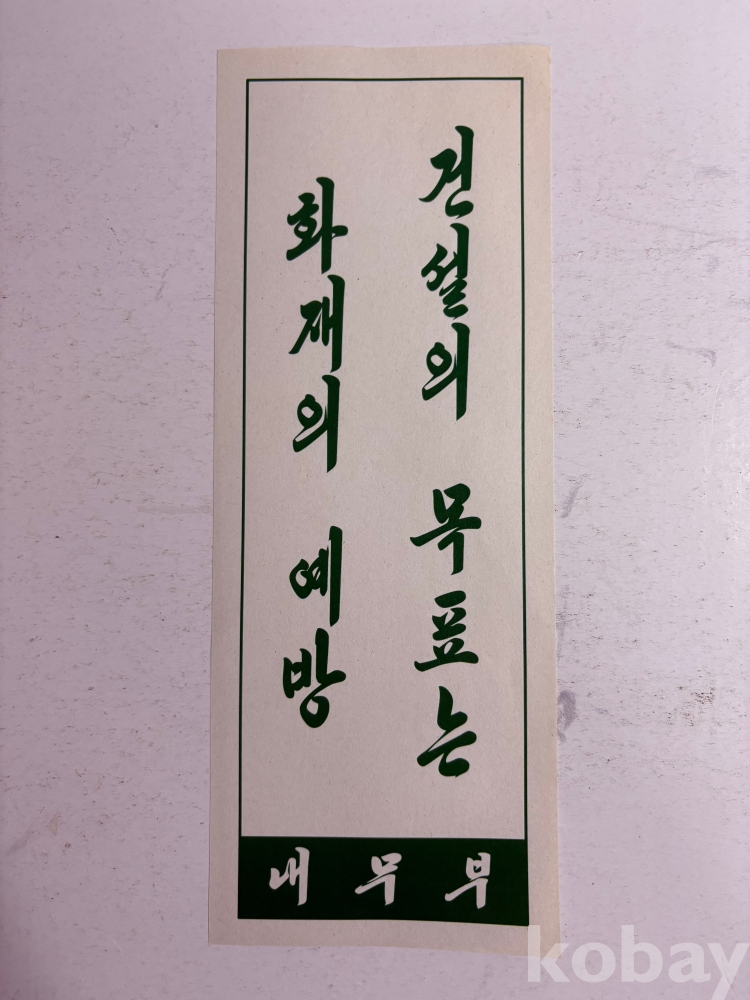 건설의 목표는
화재의 예방
내무부
kobay